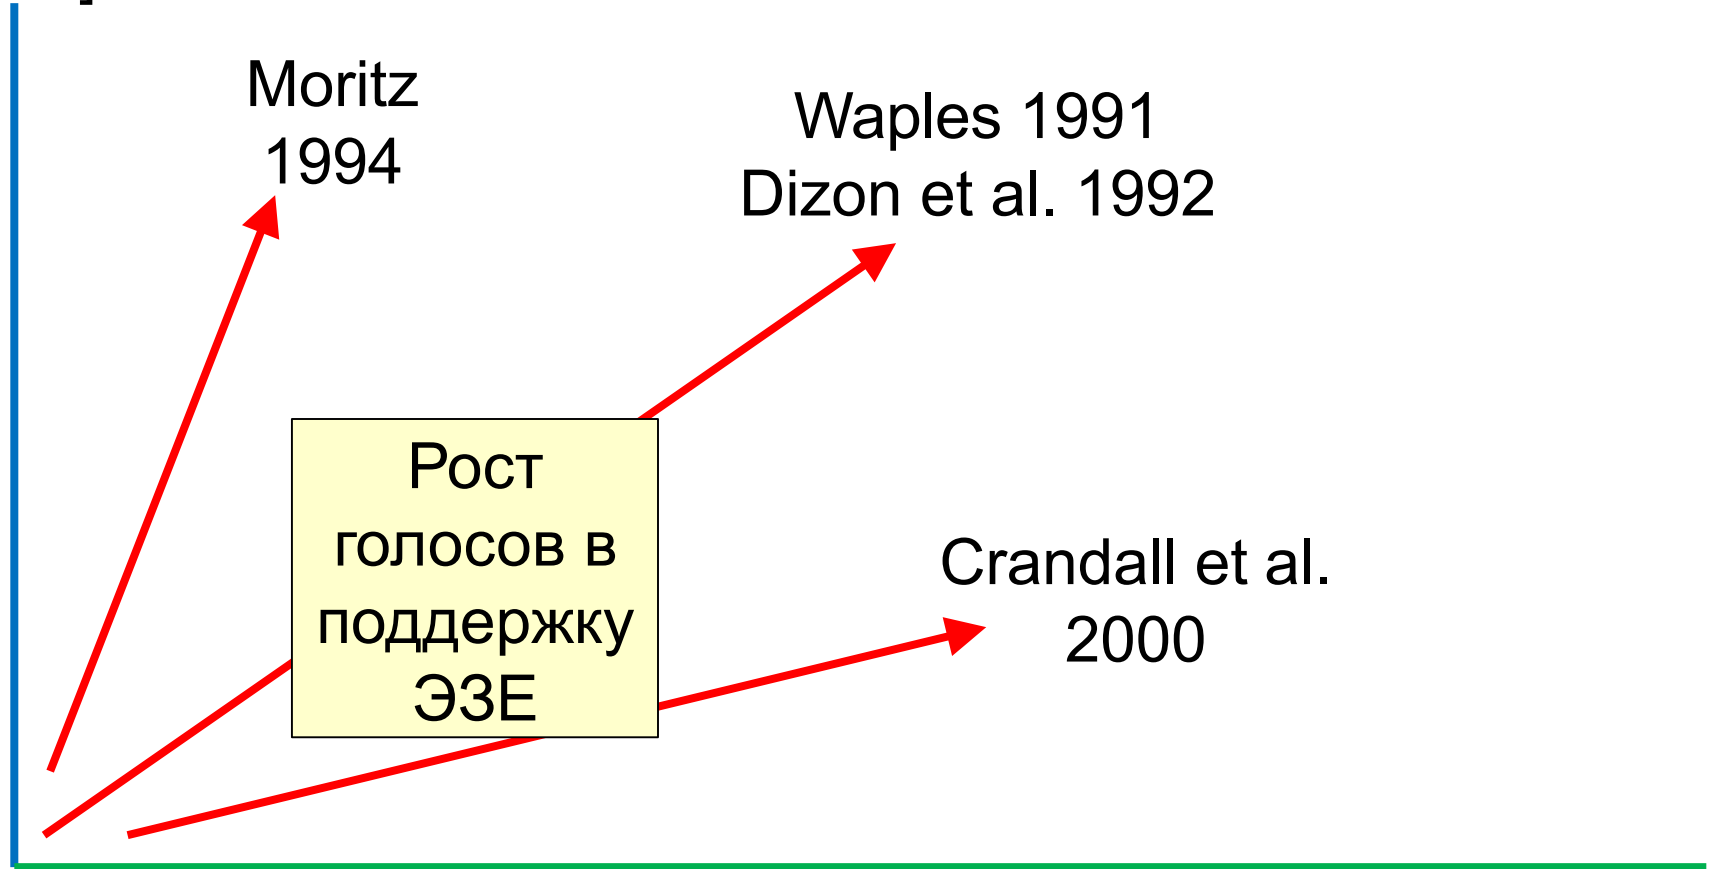 Moritz
1994
Waples 1991
Dizon et al. 1992
Рост
голосов в
поддержку
ЭЗЕ
Crandall et al.
2000